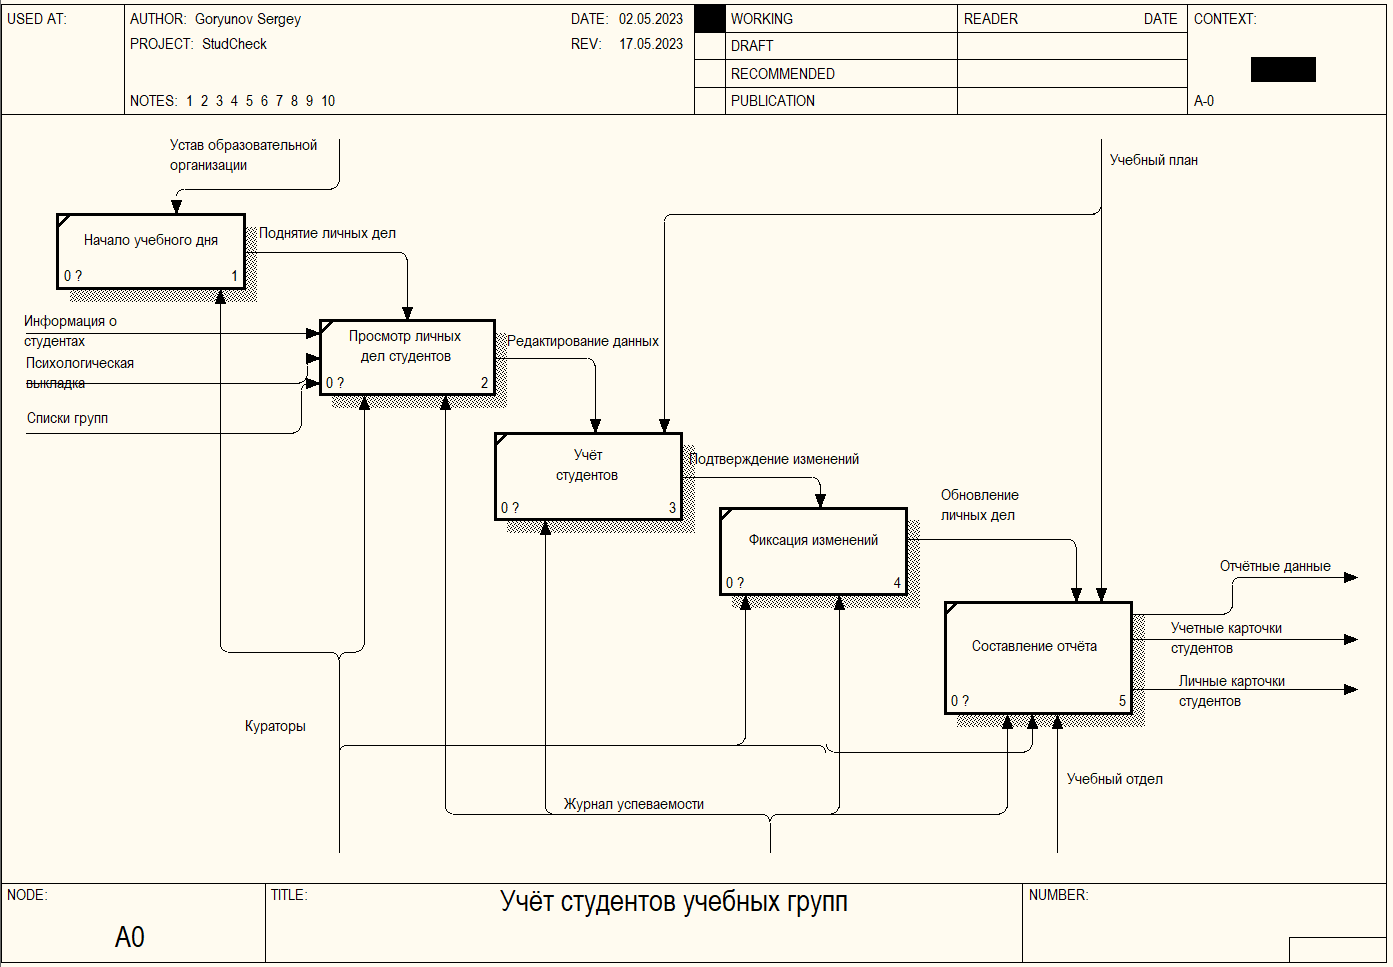 USED AT:
AUTHOR: Goryunov Sergey
DATE: 02.05.2023
PROJECT: StudCheck
REV: 17.05.2023
NOTES: 1 2 3 4 5 6 7 8 9 10
WORKING
DRAFT
RECOMMENDED
PUBLICATION
READER
DATE
CONTEXT:
A-0
Устав образовательной
организации
Учебный план
Начало учебного дня
0 ?
1
Поднятие личных дел
Информация о
студентах
Психологическая
выкладка
Списки групп
Просмотр личных
дел студентов
0 ?
2
Редактирование данных
Учёт
студентов
0 ?
3
Подтверждение изменений
Фиксация изменений
0 ?
4
Обновление
личных дел
Составление отчёта
0 ?
5
Отчётные данные
Учетные карточки
студентов
Личные карточки
студентов
Кураторы
Журнал успеваемости
Учебный отдел
NODE:
A0
TITLE:
Учёт студентов учебных групп
NUMBER: